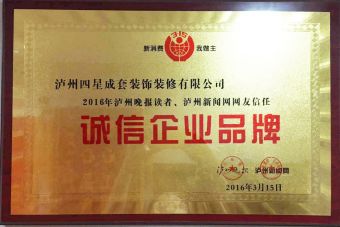 315
新消费 我做主
泸州四星成套装饰装修有限公司
2016年泸州晚报读者、泸州新闻网网友信任
诚信企业品牌
泸州新闻网
2016年3月15日